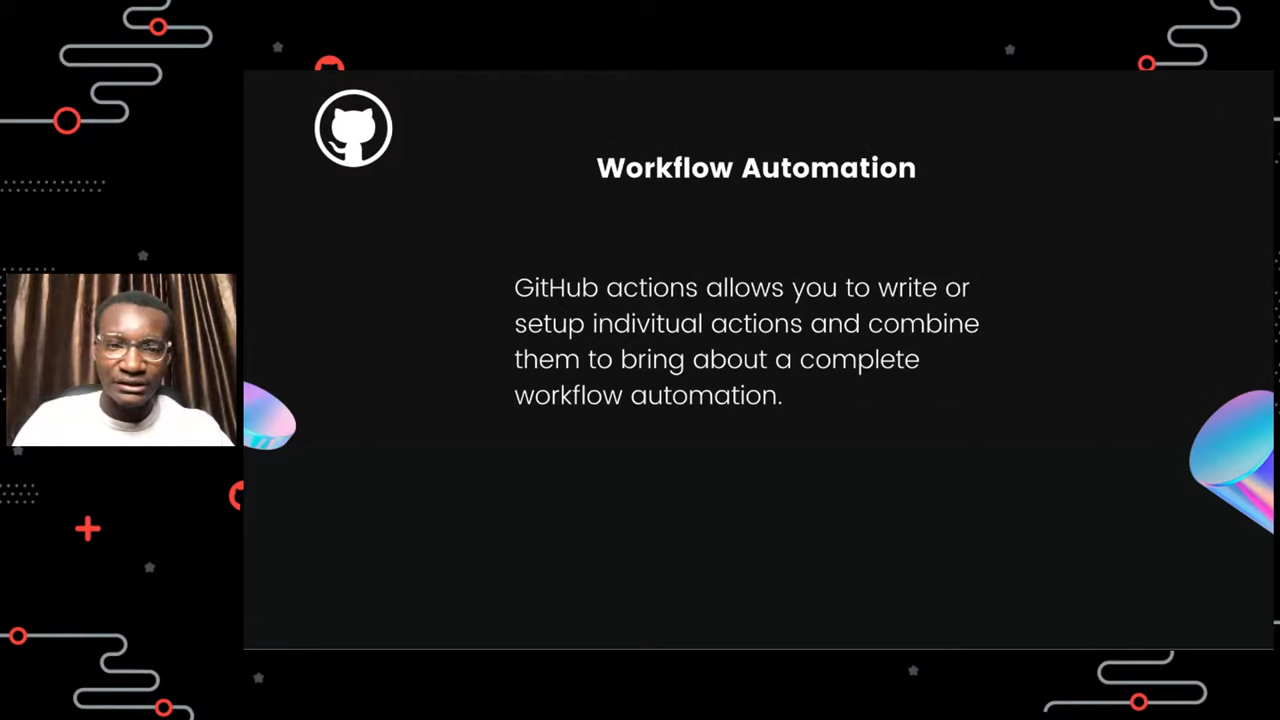 Workflow Automation
GitHub actions allows you to write or
setup indivitual actions and combine
them to bring about a complete
workflow automation.